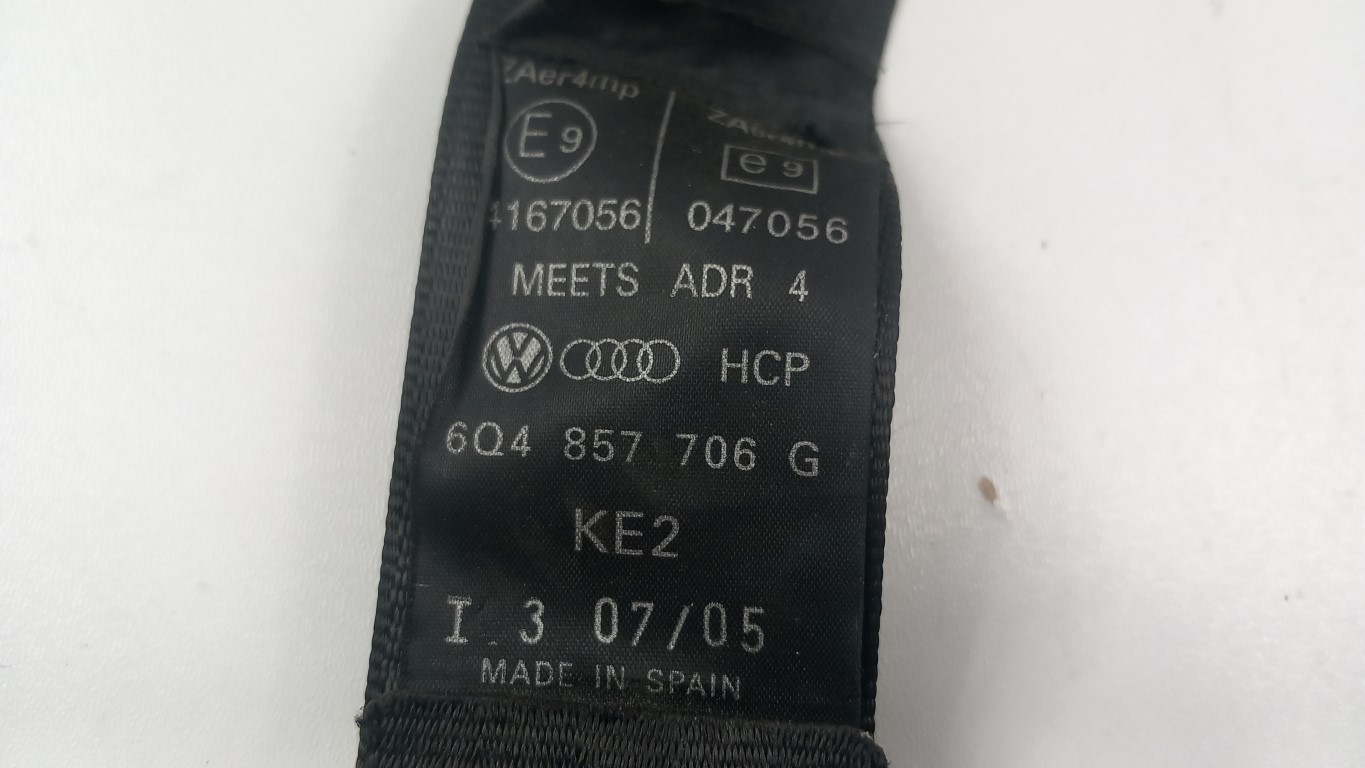 ZAer4mp
E9
e9
4167056 047056
MEETS ADR 4
VW HCP
6Q4 857 706 G
KE2
I 3 07/05
MADE IN SPAIN